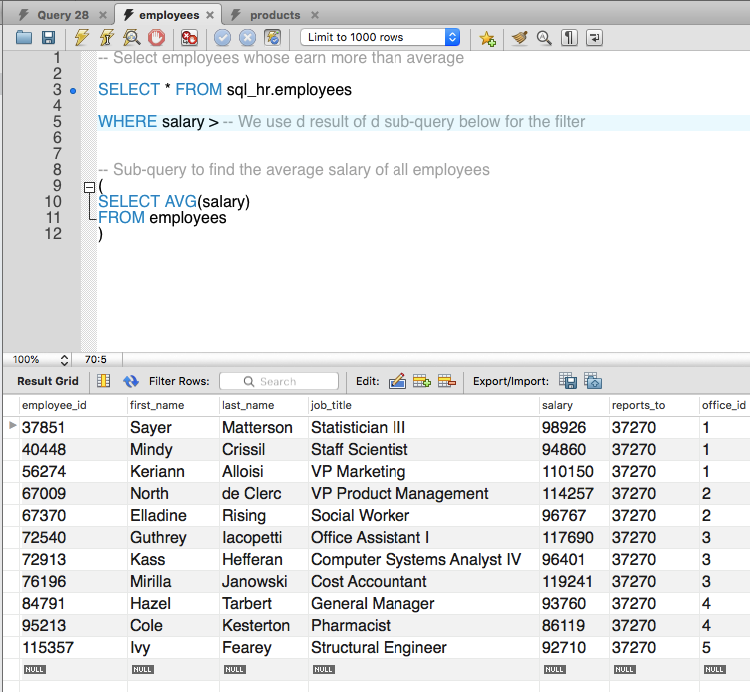 Query 28 employees products
Limit to 1000 rows
1 -- Select employees whose earn more than average
2
3 SELECT * FROM sql_hr.employees
4
5 WHERE salary > -- We use d result of d sub-query below for the filter
6
7
8 -- Sub-query to find the average salary of all employees
9 (
10 SELECT AVG(salary)
11 FROM employees
12 )
100% 70:5
Result Grid Filter Rows: Search Edit: Export/Import:
employee_id first_name last_name job_title salary reports_to office_id
37851 Sayer Matterson Statistician III 98926 37270 1
40448 Mindy Crissil Staff Scientist 94860 37270 1
56274 Keriann Alloisi VP Marketing 110150 37270 1
67009 North de Clerc VP Product Management 114257 37270 2
67370 Elladine Rising Social Worker 96767 37270 2
72540 Guthrey Iacopetti Office Assistant I 117690 37270 3
72913 Kass Hefferan Computer Systems Analyst IV 96401 37270 3
76196 Mirilla Janowski Cost Accountant 119241 37270 3
84791 Hazel Tarbert General Manager 93760 37270 4
95213 Cole Kesterton Pharmacist 86119 37270 4
115357 Ivy Fearey Structural Engineer 92710 37270 5
NULL NULL NULL NULL NULL NULL NULL